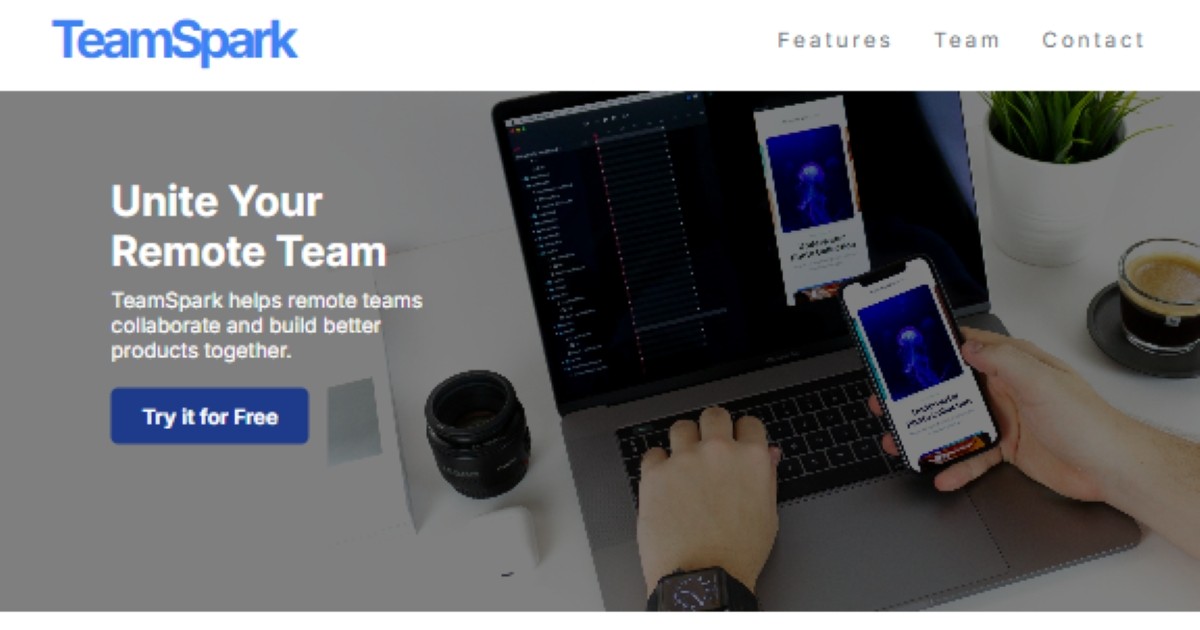 TeamSpark
Features Team Contact
Unite Your
Remote Team
TeamSpark helps remote teams
collaborate and build better
products together.
Try it for Free